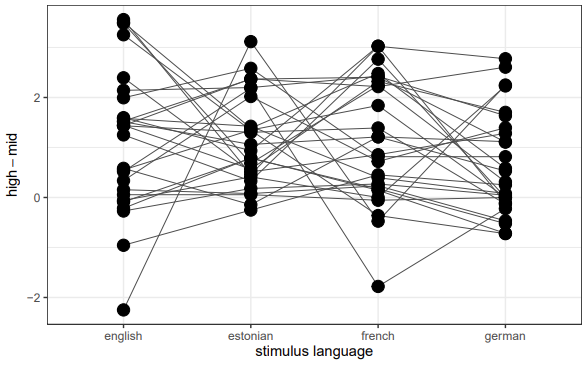 high – mid
2
0
−2
english estonian french german
stimulus language